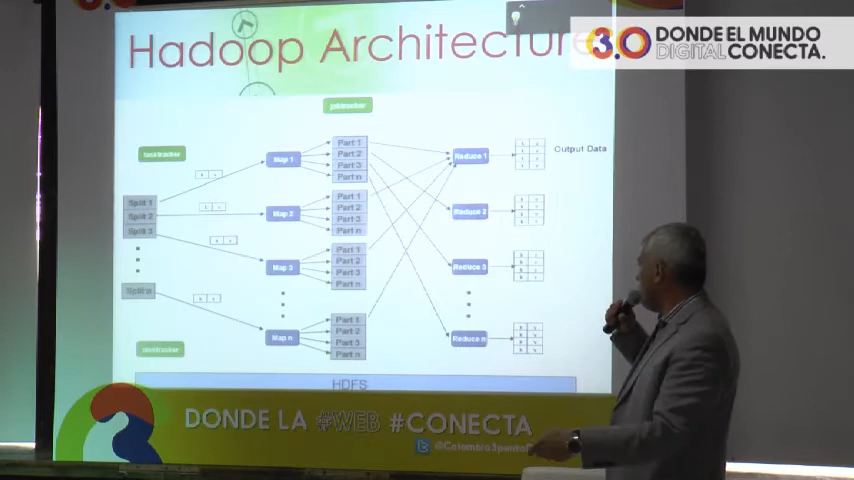 Hadoop Architecture
3.0 DONDE EL MUNDO
DIGITAL CONECTA.
jobtracker
tasktracker
Split 1
Split 2
Split 3
Split n
k v
k v
k v
k v
Map 1
Map 2
Map 3
Map n
Part 1
Part 2
Part 3
Part n
Part 1
Part 2
Part 3
Part n
Part 1
Part 2
Part 3
Part n
Part 1
Part 2
Part 3
Part n
Reduce 1
Reduce 2
Reduce 3
Reduce n
Output Data
HDFS
DONDE LA #WEB #CONECTA